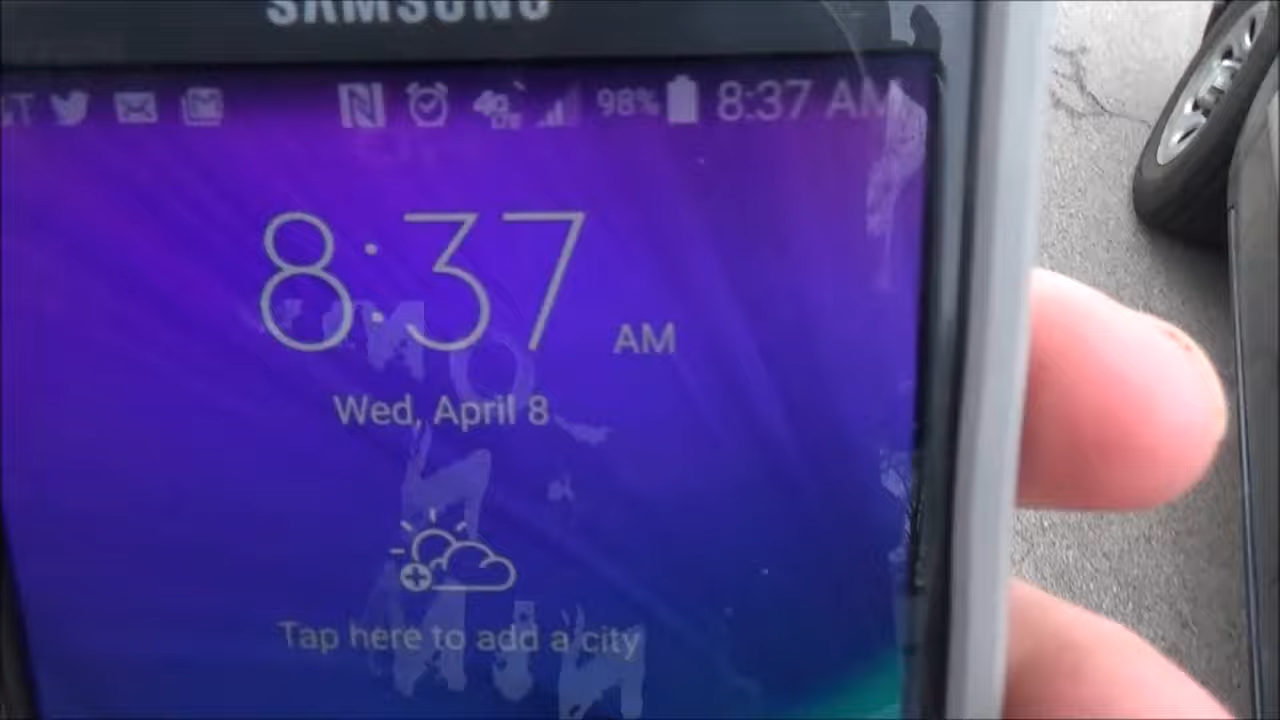 SAMSUNG
98% 8:37 AM
8:37 AM
Wed, April 8
Tap here to add a city